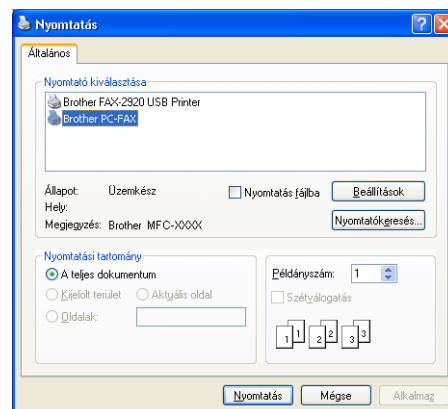 Nyomtatás
Általános
Nyomtató kiválasztása
Brother FAX-2920 USB Printer
Brother PC-FAX
Állapot: Üzemkész
Nyomtatás fájlba
Beállítások
Hely:
Megjegyzés: Brother MFC-XXXX
Nyomtatókeresés...
Nyomtatási tartomány
A teljes dokumentum
Kijelölt terület
Aktuális oldal
Oldalak:
Példányszám: 1
Szétválogatás
1 1 2 2 3 3
Nyomtatás
Mégse
Alkalmaz